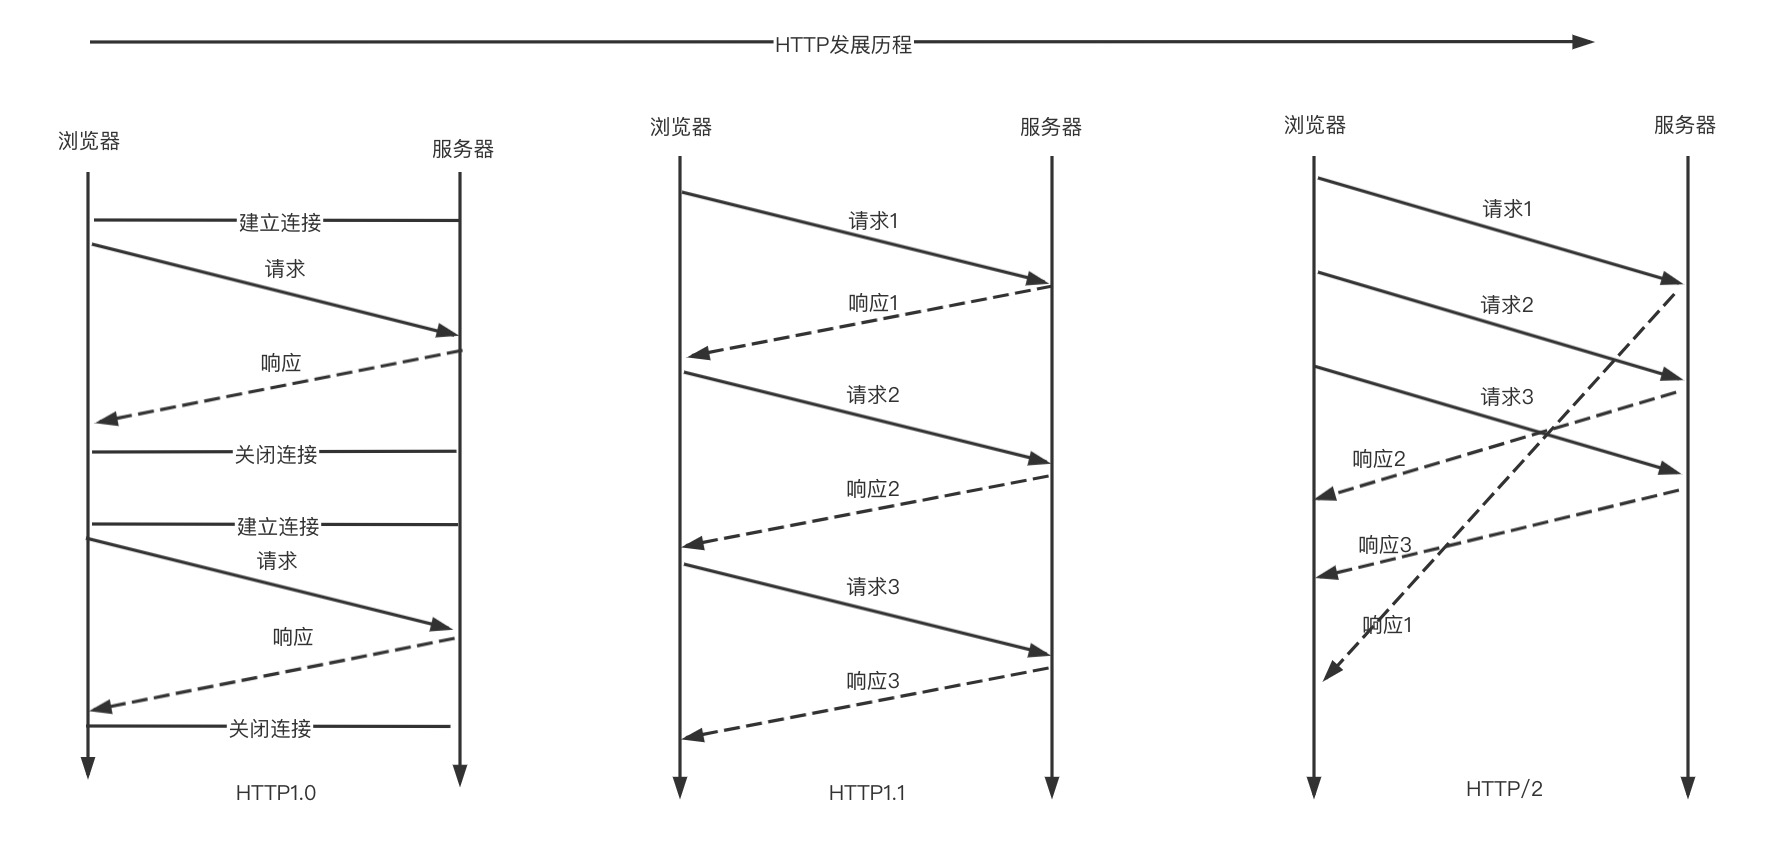 HTTP发展历程
浏览器
服务器
建立连接
请求
响应
关闭连接
建立连接
请求
响应
关闭连接
HTTP1.0
浏览器
服务器
请求1
响应1
请求2
响应2
请求3
响应3
HTTP1.1
浏览器
服务器
请求1
请求2
请求3
响应2
响应3
响应1
HTTP/2